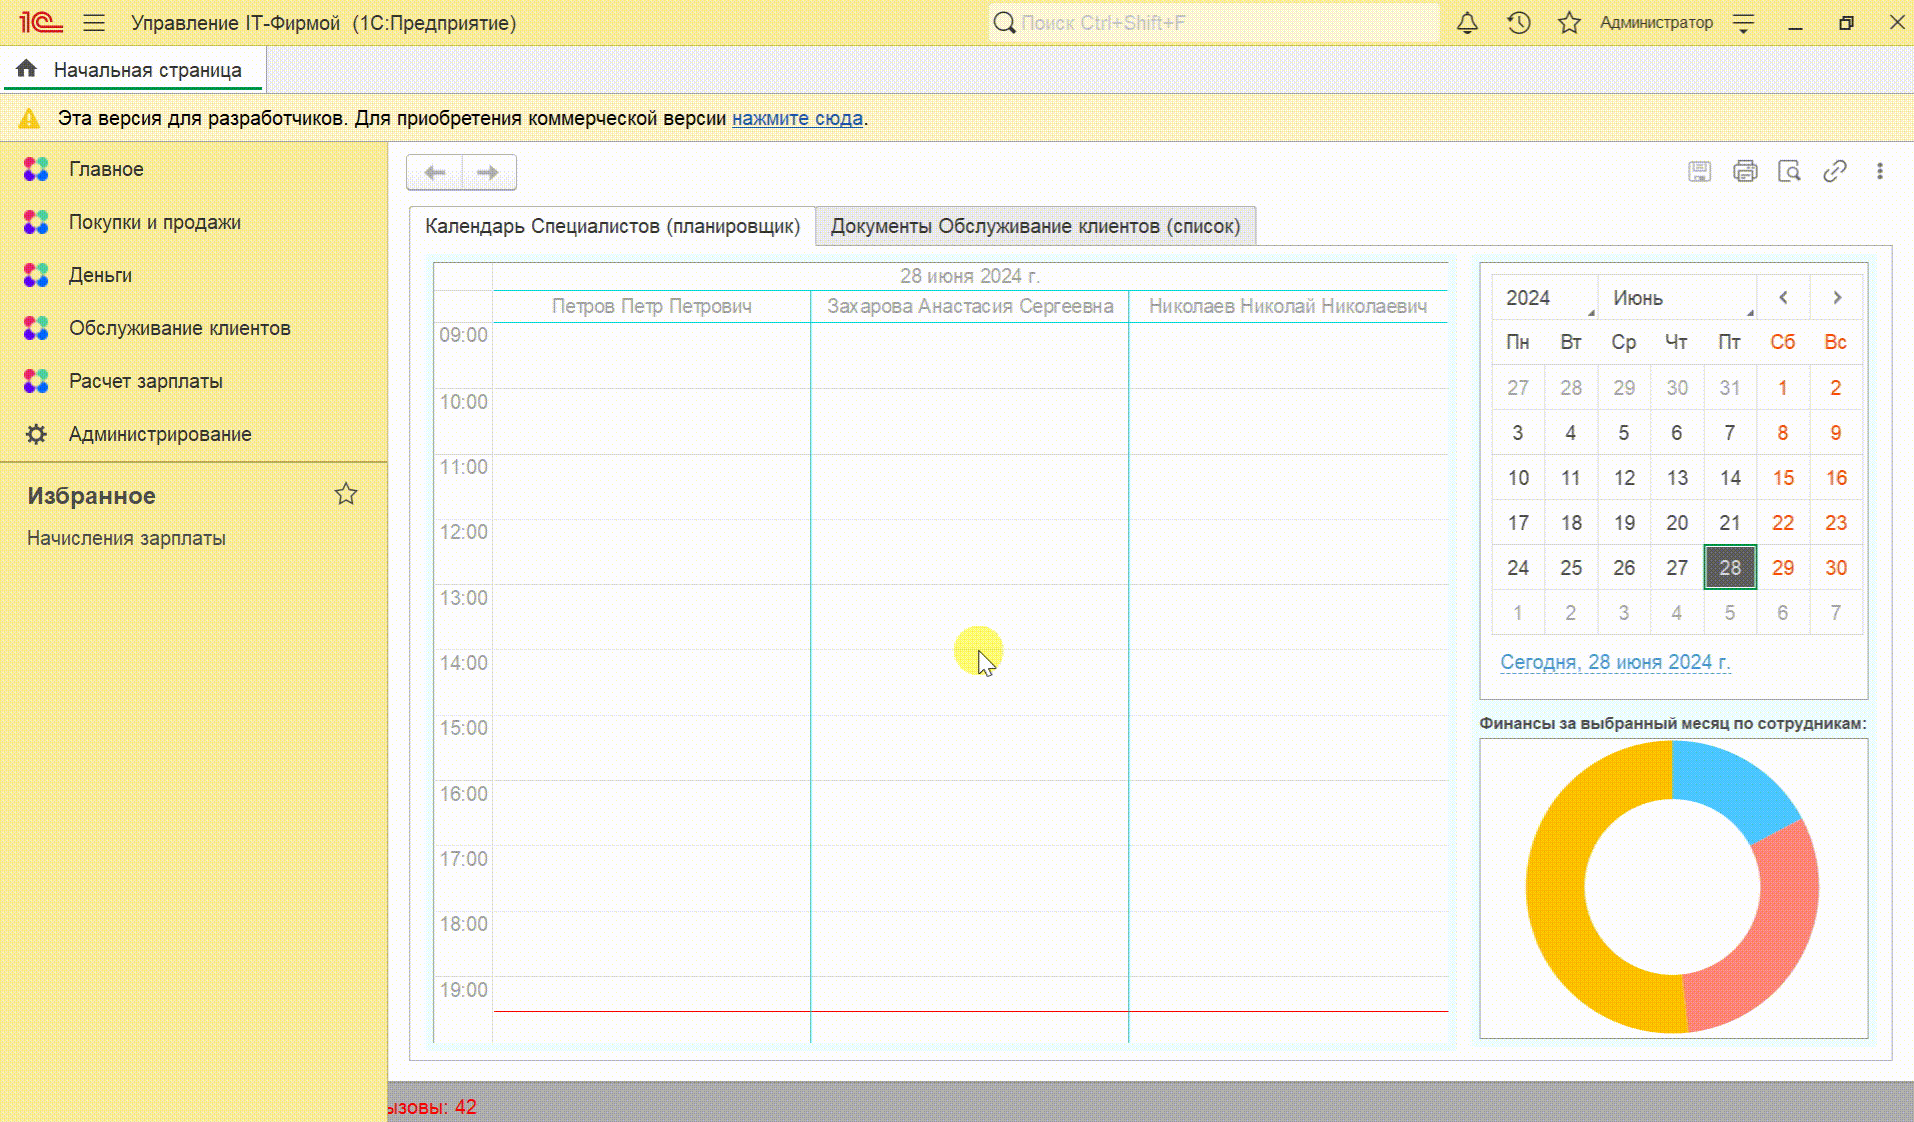 1С Управление IT-Фирмой (1С:Предприятие) Поиск Ctrl+Shift+F Администратор
Начальная страница
Эта версия для разработчиков. Для приобретения коммерческой версии нажмите сюда.
Главное
Покупки и продажи
Деньги
Обслуживание клиентов
Расчет зарплаты
Администрирование
Избранное
Начисления зарплаты
Календарь Специалистов (планировщик) Документы Обслуживание клиентов (список)
28 июня 2024 г.
Петров Петр Петрович Захарова Анастасия Сергеевна Николаев Николай Николаевич
09:00
10:00
11:00
12:00
13:00
14:00
15:00
16:00
17:00
18:00
19:00
2024 Июнь
Пн Вт Ср Чт Пт Сб Вс
27 28 29 30 31 1 2
3 4 5 6 7 8 9
10 11 12 13 14 15 16
17 18 19 20 21 22 23
24 25 26 27 28 29 30
1 2 3 4 5 6 7
Сегодня, 28 июня 2024 г.
Финансы за выбранный месяц по сотрудникам:
ызовы: 42